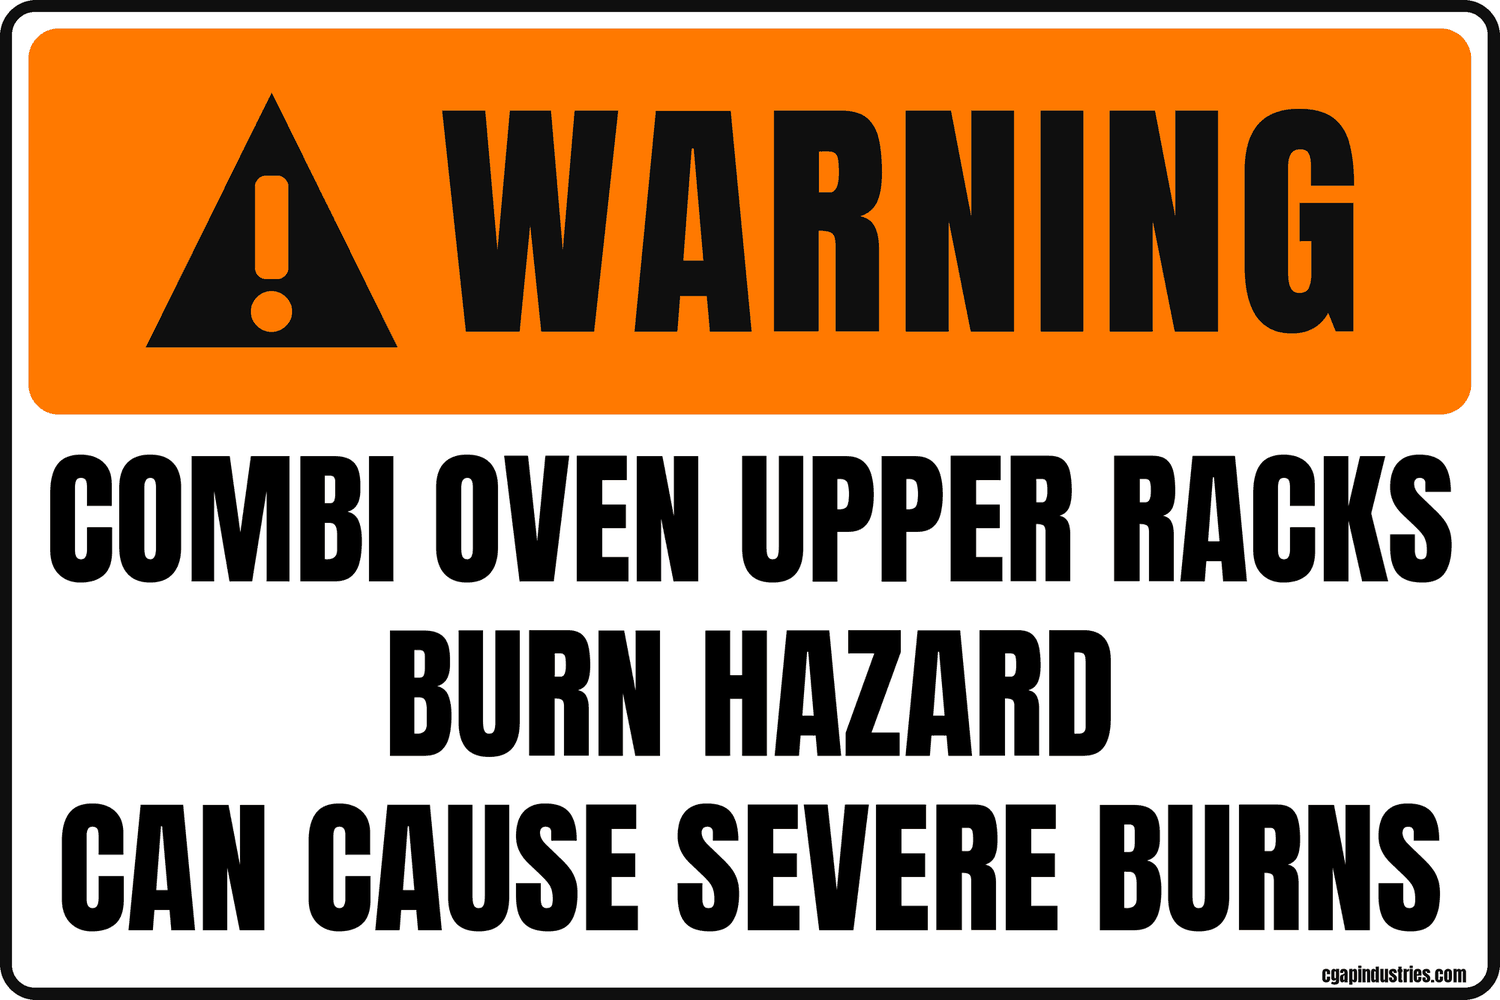 WARNING
COMBI OVEN UPPER RACKS
BURN HAZARD
CAN CAUSE SEVERE BURNS
cgapindustries.com